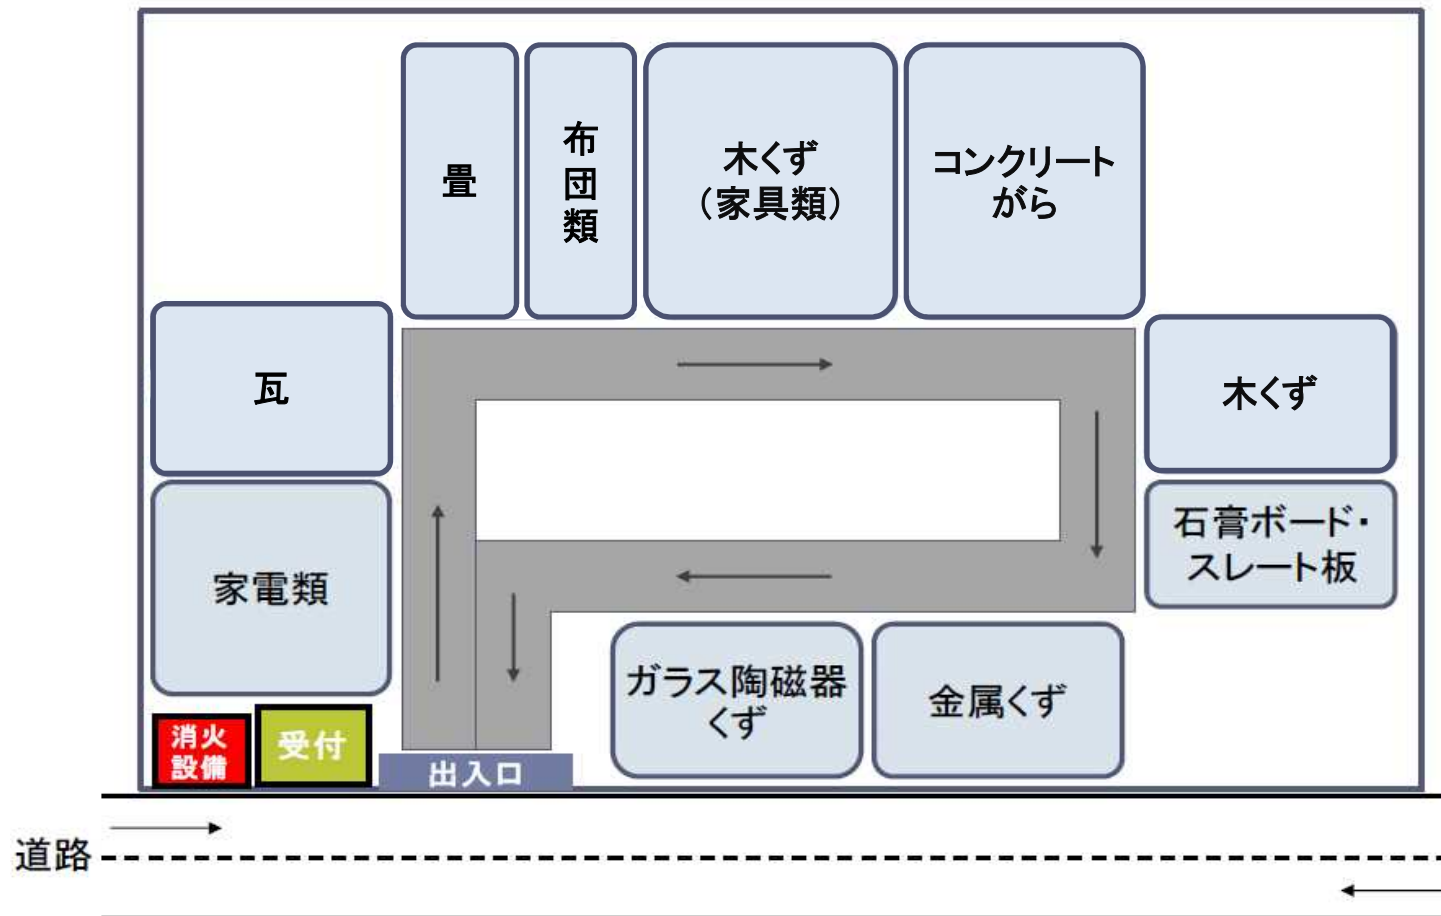 畳
布
団
類
木くず
（家具類）
コンクリート
がら
瓦
木くず
家電類
石膏ボード・
スレート板
ガラス陶磁器
くず
金属くず
消火
設備
受付
出入口
道路